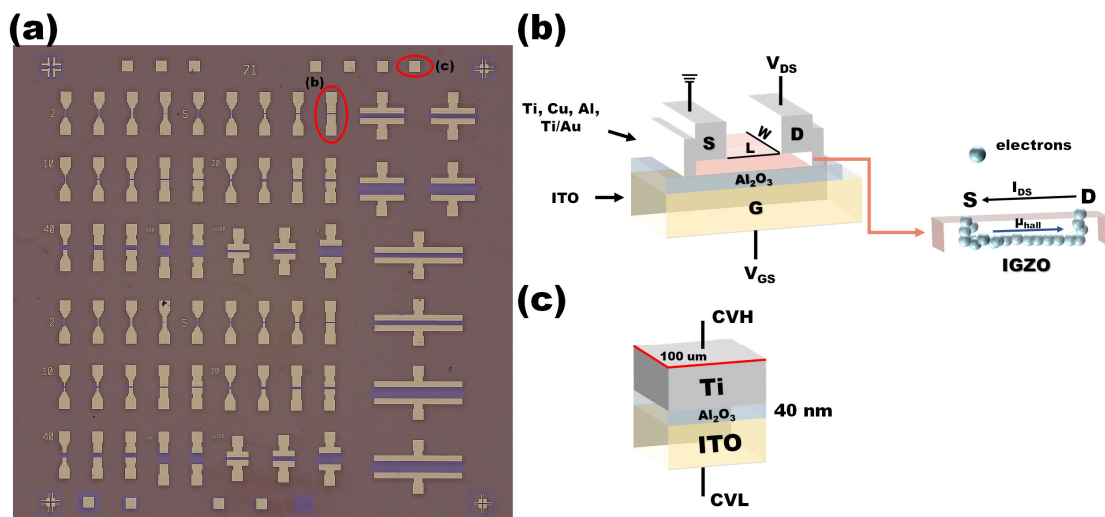 (a)
71
(c)
(b)
2
5
10
20
40
2
5
10
20
40
(b)
V_DS
Ti, Cu, Al,
Ti/Au
S
D
W
L
Al₂O₃
ITO
G
V_GS
electrons
I_DS
S
D
μ_hall
IGZO
(c)
CVH
100 um
Ti
Al₂O₃
40 nm
ITO
CVL